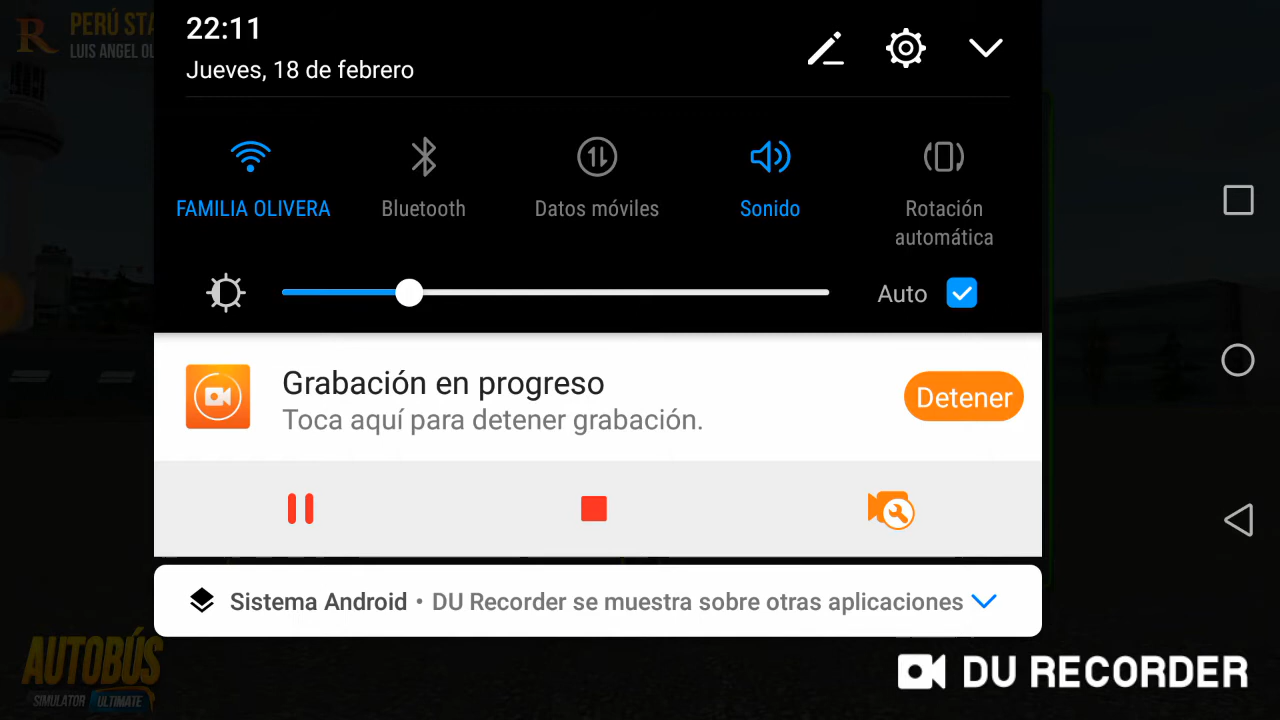 R PERÚ STA
LUIS ANGEL OL
22:11
Jueves, 18 de febrero
FAMILIA OLIVERA
Bluetooth
Datos móviles
Sonido
Rotación
automática
Auto
Grabación en progreso
Toca aquí para detener grabación.
Detener
Sistema Android • DU Recorder se muestra sobre otras aplicaciones
AUTOBÚS
SIMULATOR ULTIMATE
DU RECORDER